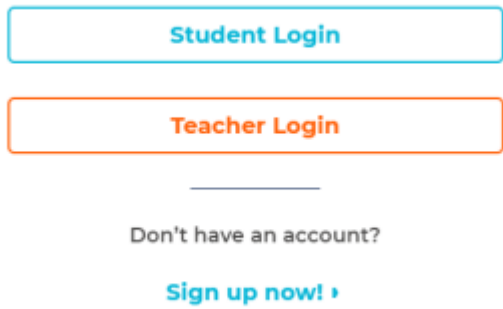 Student Login
Teacher Login
Don't have an account?
Sign up now!